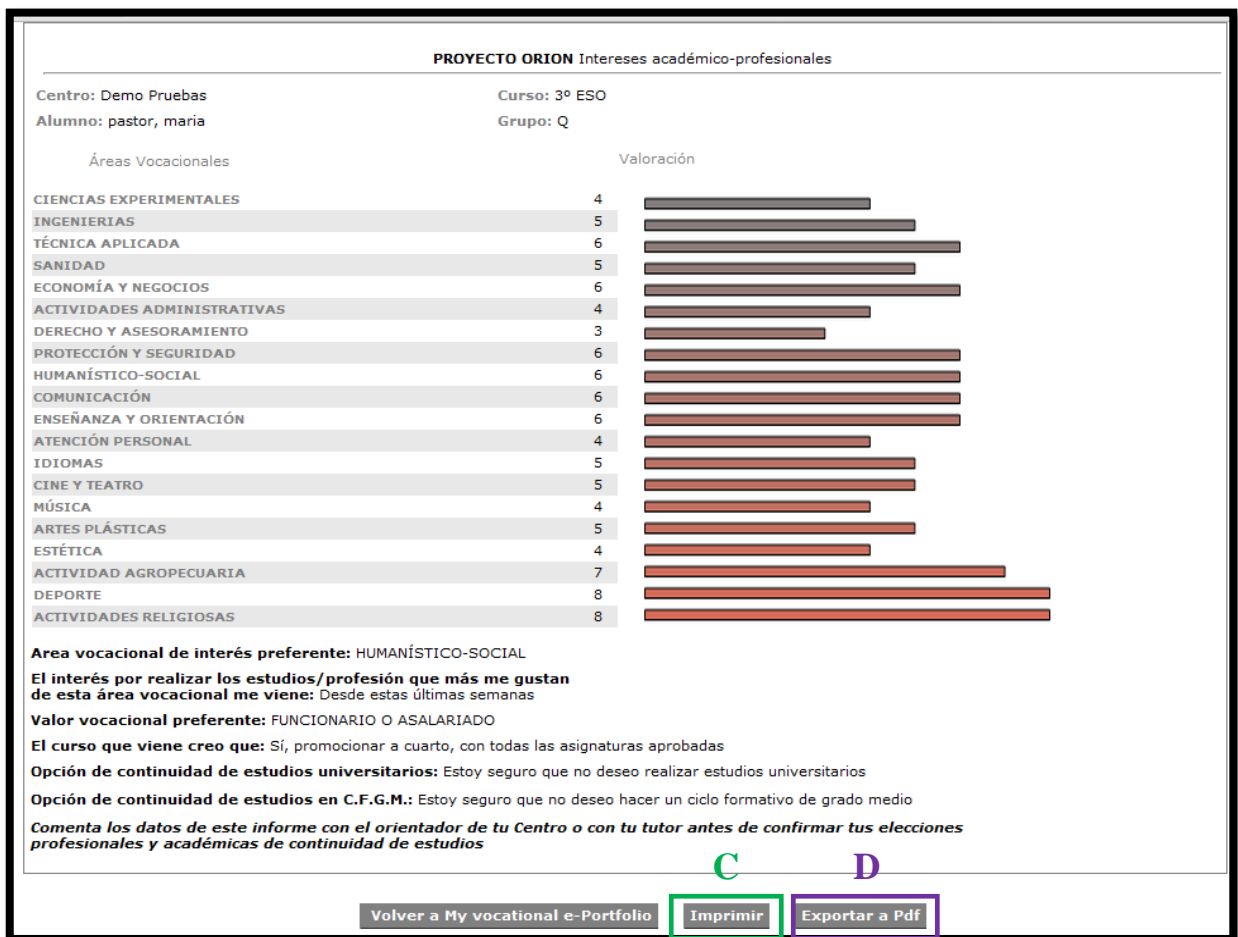 PROYECTO ORION Intereses académico-profesionales
Centro: Demo Pruebas Curso: 3º ESO
Alumno: pastor, maria Grupo: Q
Áreas Vocacionales Valoración
CIENCIAS EXPERIMENTALES 4
INGENIERIAS 5
TÉCNICA APLICADA 6
SANIDAD 5
ECONOMÍA Y NEGOCIOS 6
ACTIVIDADES ADMINISTRATIVAS 4
DERECHO Y ASESORAMIENTO 3
PROTECCIÓN Y SEGURIDAD 6
HUMANÍSTICO-SOCIAL 6
COMUNICACIÓN 6
ENSEÑANZA Y ORIENTACIÓN 6
ATENCIÓN PERSONAL 4
IDIOMAS 5
CINE Y TEATRO 5
MÚSICA 4
ARTES PLÁSTICAS 5
ESTÉTICA 4
ACTIVIDAD AGROPECUARIA 7
DEPORTE 8
ACTIVIDADES RELIGIOSAS 8
Area vocacional de interés preferente: HUMANÍSTICO-SOCIAL
El interés por realizar los estudios/profesión que más me gustan
de esta área vocacional me viene: Desde estas últimas semanas
Valor vocacional preferente: FUNCIONARIO O ASALARIADO
El curso que viene creo que: Sí, promocionar a cuarto, con todas las asignaturas aprobadas
Opción de continuidad de estudios universitarios: Estoy seguro que no deseo realizar estudios universitarios
Opción de continuidad de estudios en C.F.G.M.: Estoy seguro que no deseo hacer un ciclo formativo de grado medio
Comenta los datos de este informe con el orientador de tu Centro o con tu tutor antes de confirmar tus elecciones
profesionales y académicas de continuidad de estudios
C D
Volver a My vocational e-Portfolio Imprimir Exportar a Pdf